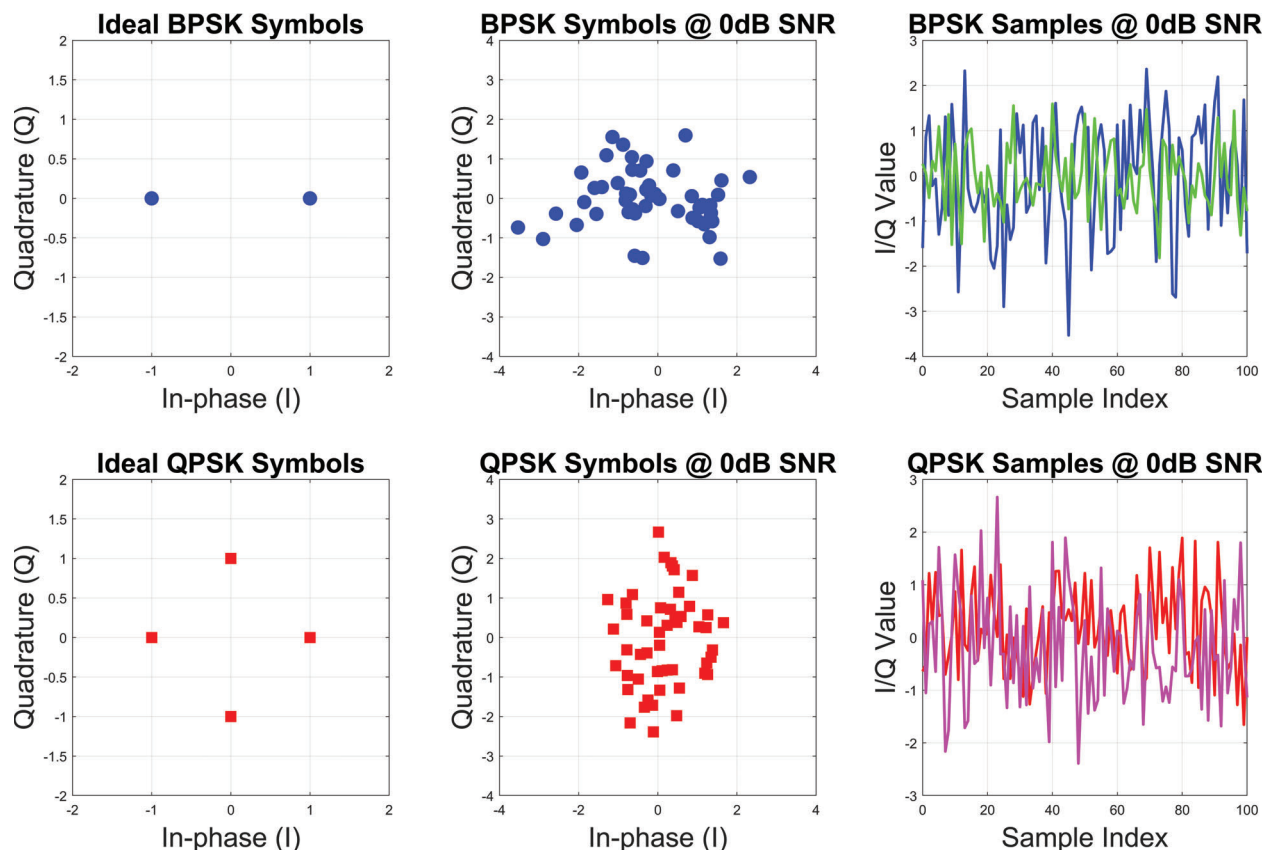 Ideal BPSK Symbols
Quadrature (Q)
2
1.5
1
0.5
0
-0.5
-1
-1.5
-2
-2 -1 0 1 2
In-phase (I)
BPSK Symbols @ 0dB SNR
Quadrature (Q)
4
3
2
1
0
-1
-2
-3
-4
-4 -2 0 2 4
In-phase (I)
BPSK Samples @ 0dB SNR
I/Q Value
3
2
1
0
-1
-2
-3
-4
0 20 40 60 80 100
Sample Index
Ideal QPSK Symbols
Quadrature (Q)
2
1.5
1
0.5
0
-0.5
-1
-1.5
-2
-2 -1 0 1 2
In-phase (I)
QPSK Symbols @ 0dB SNR
Quadrature (Q)
4
3
2
1
0
-1
-2
-3
-4
-4 -2 0 2 4
In-phase (I)
QPSK Samples @ 0dB SNR
I/Q Value
3
2
1
0
-1
-2
-3
0 20 40 60 80 100
Sample Index